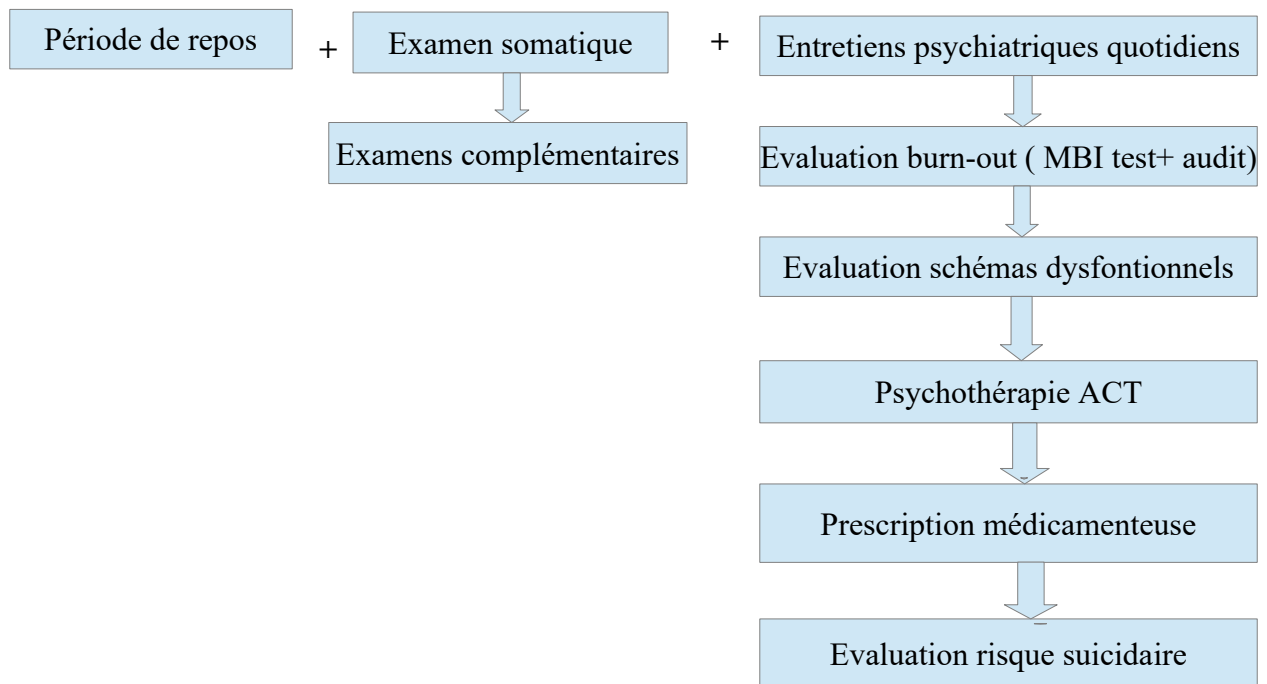 Période de repos + Examen somatique + Entretiens psychiatriques quotidiens
Examens complémentaires
Evaluation burn-out ( MBI test+ audit)
Evaluation schémas dysfontionnels
Psychothérapie ACT
Prescription médicamenteuse
Evaluation risque suicidaire